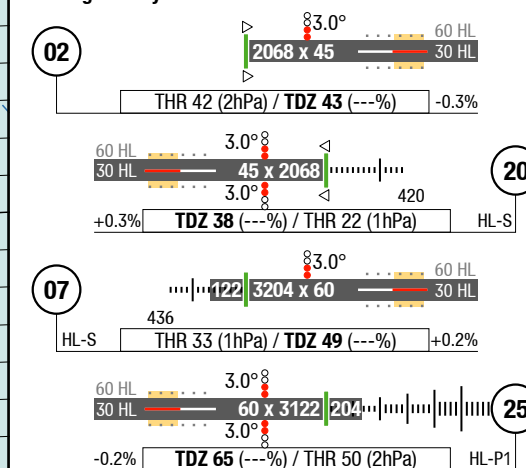 3.0°
60 HL
02
2068 x 45
30 HL
THR 42 (2hPa) / TDZ 43 (---%)
-0.3%
60 HL
3.0°
30 HL
45 x 2068
20
3.0°
420
+0.3%
TDZ 38 (---%) / THR 22 (1hPa)
HL-S
3.0°
60 HL
07
122
3204 x 60
30 HL
436
HL-S
THR 33 (1hPa) / TDZ 49 (---%)
+0.2%
60 HL
3.0°
30 HL
60 x 3122
204
25
3.0°
-0.2%
TDZ 65 (---%) / THR 50 (2hPa)
HL-P1